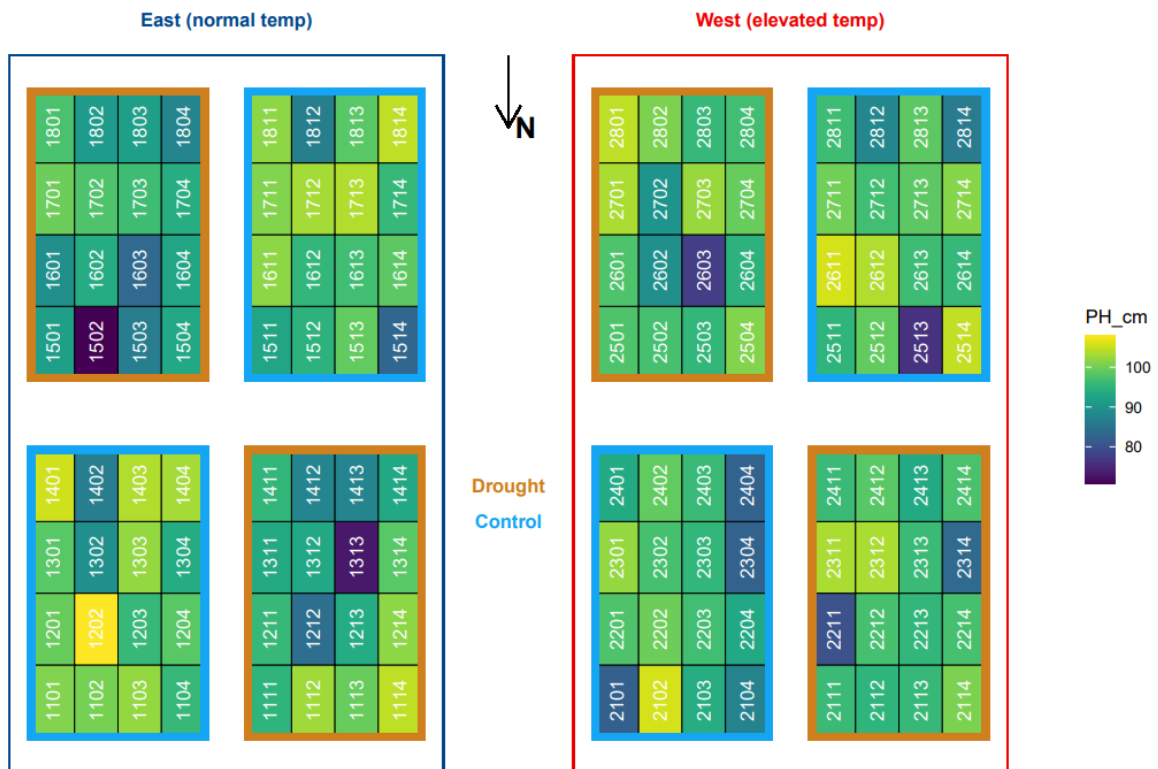 East (normal temp)
West (elevated temp)
N
1801 1802 1803 1804
1701 1702 1703 1704
1601 1602 1603 1604
1501 1502 1503 1504
1811 1812 1813 1814
1711 1712 1713 1714
1611 1612 1613 1614
1511 1512 1513 1514
2801 2802 2803 2804
2701 2702 2703 2704
2601 2602 2603 2604
2501 2502 2503 2504
2811 2812 2813 2814
2711 2712 2713 2714
2611 2612 2613 2614
2511 2512 2513 2514
PH_cm
100
90
80
1401 1402 1403 1404
1301 1302 1303 1304
1201 1202 1203 1204
1101 1102 1103 1104
1411 1412 1413 1414
1311 1312 1313 1314
1211 1212 1213 1214
1111 1112 1113 1114
Drought
Control
2401 2402 2403 2404
2301 2302 2303 2304
2201 2202 2203 2204
2101 2102 2103 2104
2411 2412 2413 2414
2311 2312 2313 2314
2211 2212 2213 2214
2111 2112 2113 2114